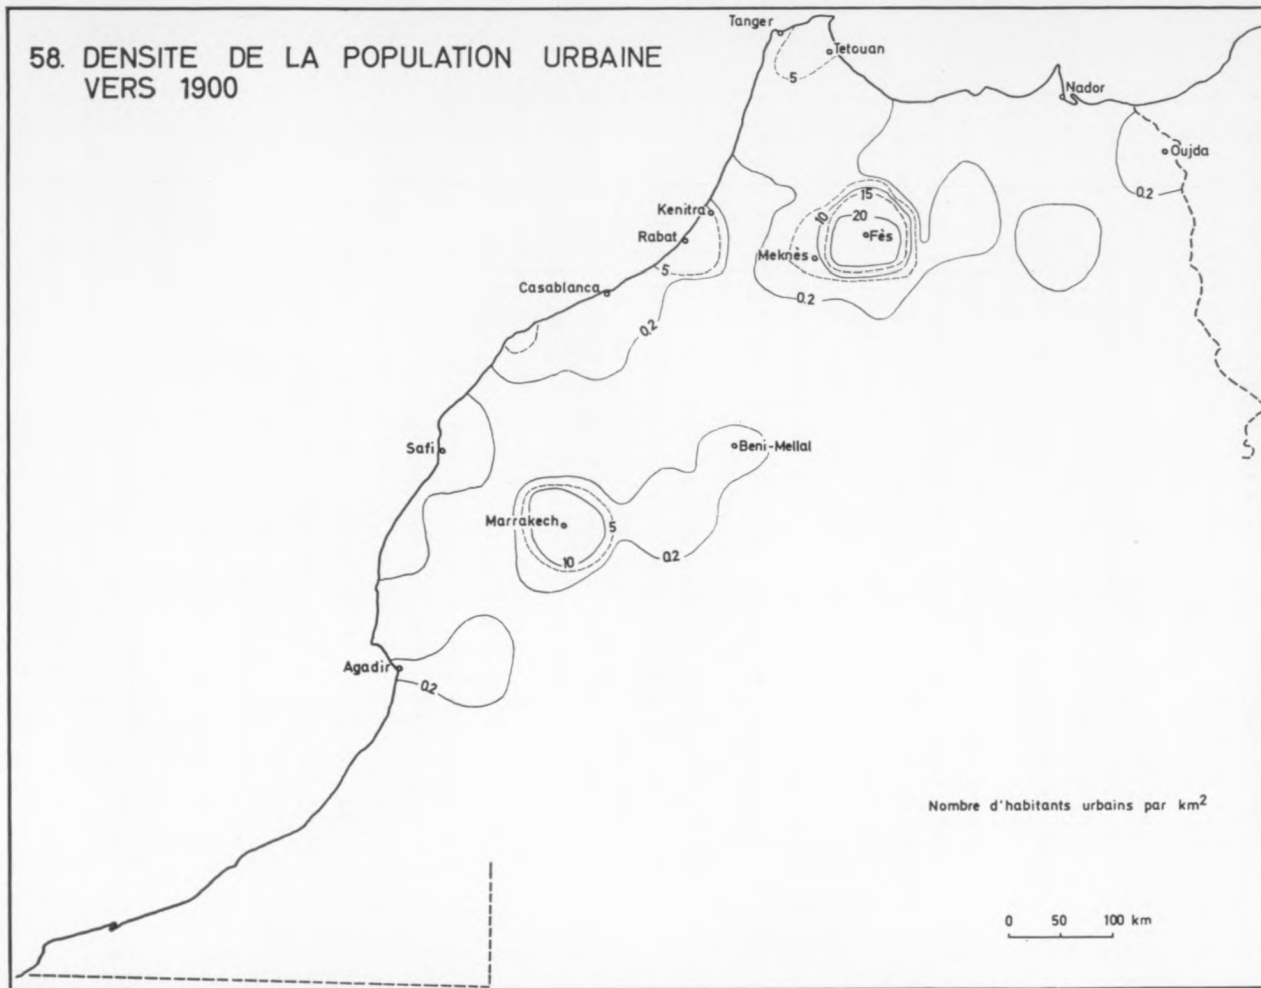 58. DENSITE DE LA POPULATION URBAINE
VERS 1900
Tanger
Tetouan
5
Nador
Oujda
0.2
Kenitra
15
10
20
Fès
Rabat
Meknès
5
Casablanca
0.2
0.2
Safi
Beni-Mellal
Marrakech
5
10
0.2
Agadir
0.2
Nombre d'habitants urbains par km²
0 50 100 km